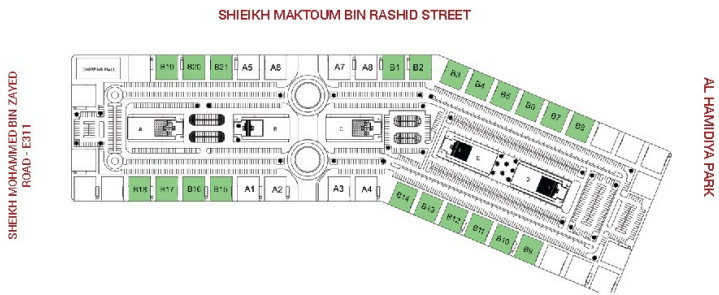 SHIEIKH MAKTOUM BIN RASHID STREET
B19 B20 B21 A5 A6 A7 A8 B1 B2
B3 B4 B5 B6 B7 B8
SHEIKH MOHAMMED BIN ZAYED
ROAD - E311
AL HAMIIDIYA PARK
A B C E D
B18 B17 B16 B15 A1 A2 A3 A4
B14 B13 B12 B11 B10 B9